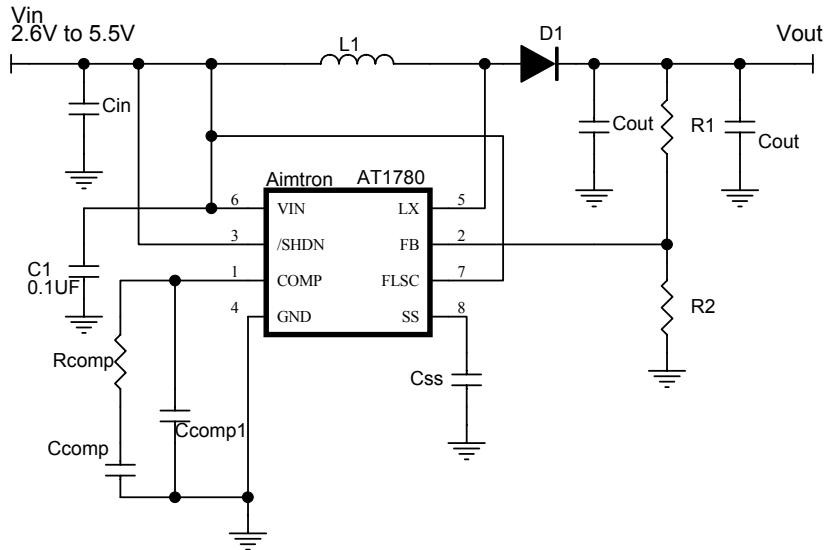 Vin
2.6V to 5.5V
L1
D1
Vout
Cin
Cout
R1
Cout
Aimtron AT1780
6 VIN LX 5
3 /SHDN FB 2
1 COMP FLSC 7
4 GND SS 8
C1
0.1UF
R2
Rcomp
Css
Ccomp
Ccomp1